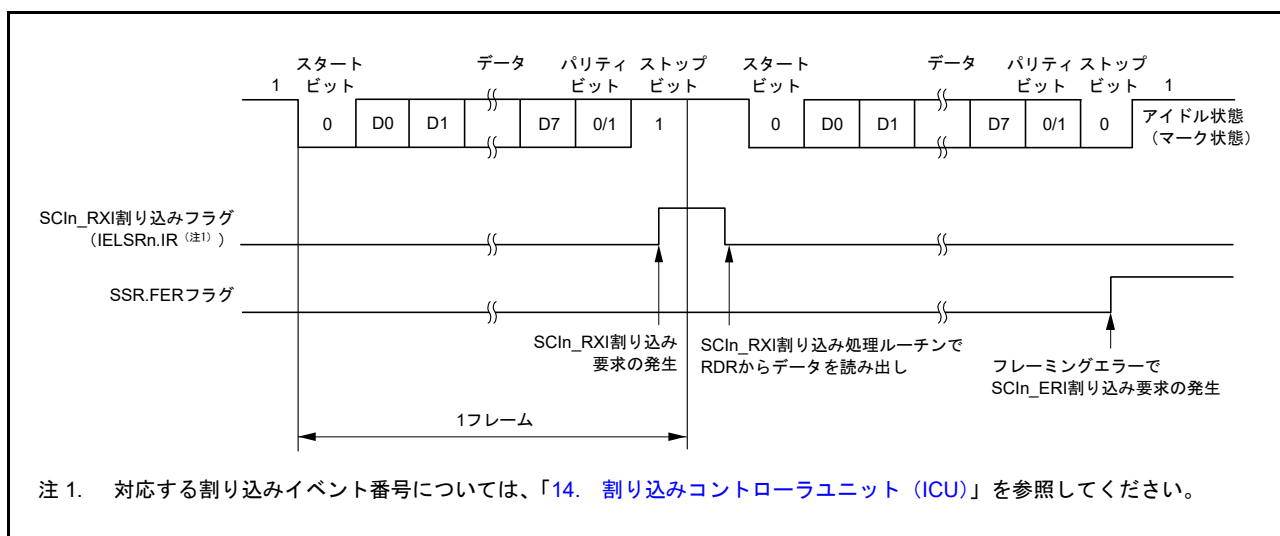 スタート
ビット
データ
パリティ
ビット
ストップ
ビット
スタート
ビット
データ
パリティ
ビット
ストップ
ビット
1
1
0
D0
D1
D7
0/1
1
0
D0
D1
D7
0/1
0
アイドル状態
(マーク状態)
SCIn_RXI割り込みフラグ
(IELSRn.IR (注1) )
SSR.FERフラグ
SCIn_RXI割り込み
要求の発生
SCIn_RXI割り込み処理ルーチンで
RDRからデータを読み出し
フレーミングエラーで
SCIn_ERI割り込み要求の発生
1フレーム
注 1. 対応する割り込みイベント番号については、「14. 割り込みコントローラユニット(ICU)」を参照してください。